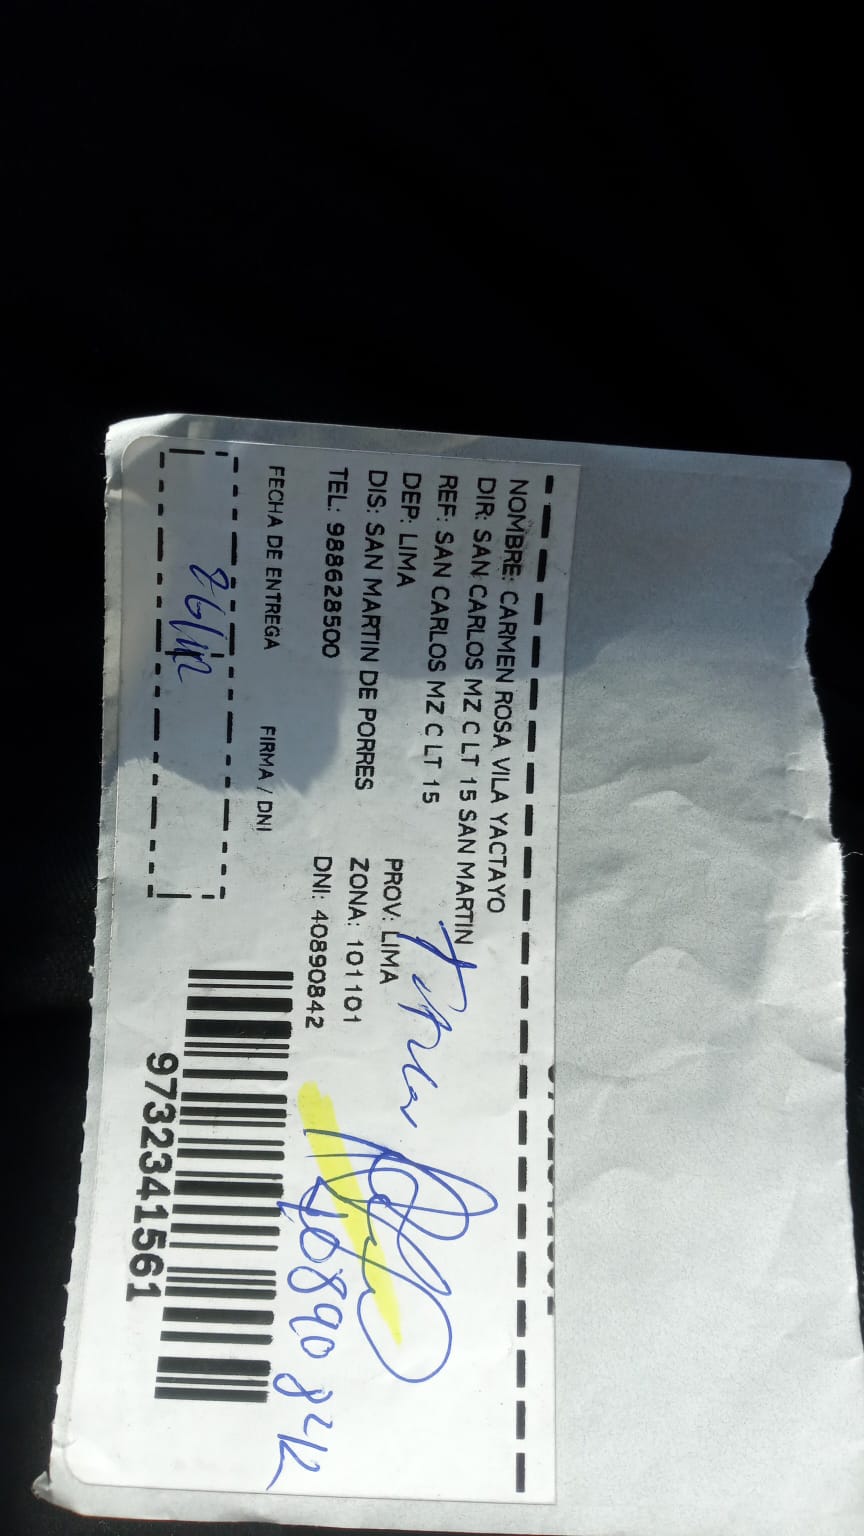 NOMBRE: CARMEN ROSA VILA YACTAYO
DIR: SAN CARLOS MZ C LT 15 SAN MARTIN
REF: SAN CARLOS MZ C LT 15
DEP: LIMA PROV: LIMA
DIS: SAN MARTIN DE PORRES ZONA: 101101
TEL: 988628500 DNI: 40890842
40890842
FECHA DE ENTREGA FIRMA / DNI
26/12
9732341561